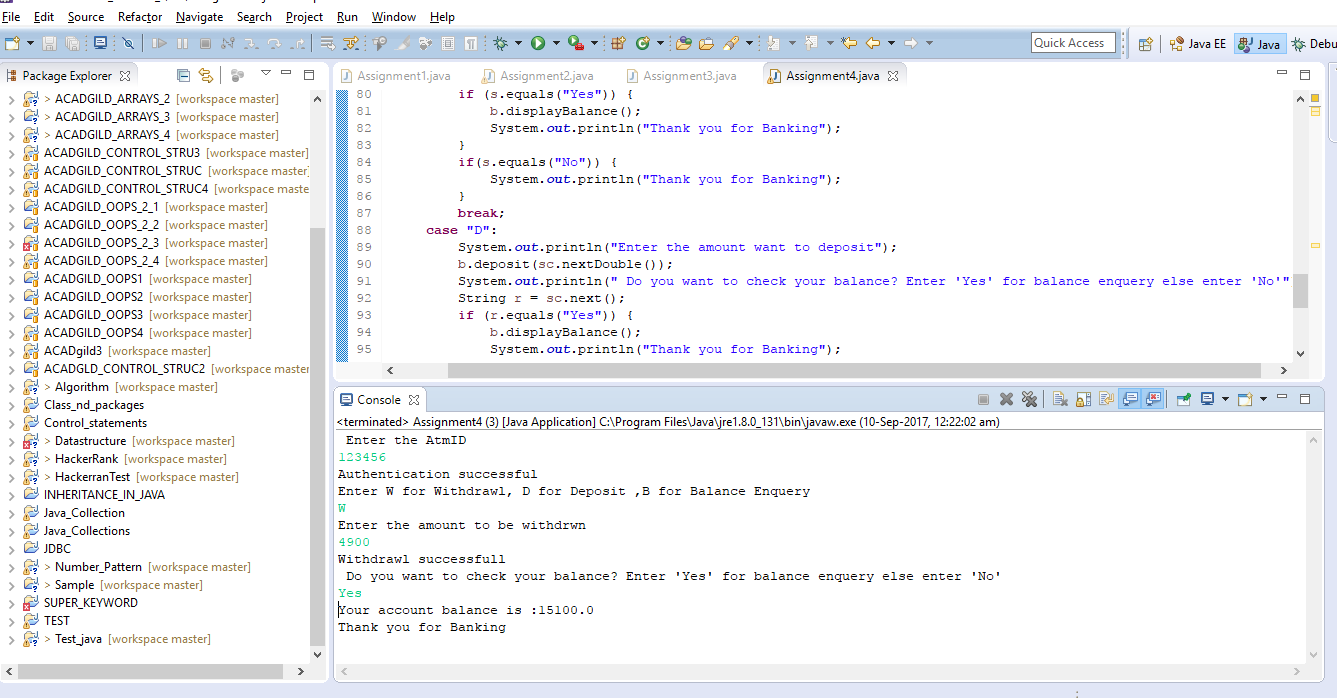 File Edit Source Refactor Navigate Search Project Run Window Help
Quick Access
Java EE
Java
Debu
Package Explorer
> ACADGILD_ARRAYS_2 [workspace master]
> ACADGILD_ARRAYS_3 [workspace master]
> ACADGILD_ARRAYS_4 [workspace master]
ACADGILD_CONTROL_STRU3 [workspace master]
ACADGILD_CONTROL_STRUC [workspace master]
ACADGILD_CONTROL_STRUC4 [workspace maste
ACADGILD_OOPS_2_1 [workspace master]
ACADGILD_OOPS_2_2 [workspace master]
ACADGILD_OOPS_2_3 [workspace master]
ACADGILD_OOPS_2_4 [workspace master]
ACADGILD_OOPS1 [workspace master]
ACADGILD_OOPS2 [workspace master]
ACADGILD_OOPS3 [workspace master]
ACADGILD_OOPS4 [workspace master]
ACADgild3 [workspace master]
ACADGLD_CONTROL_STRUC2 [workspace master
> Algorithm [workspace master]
Class_nd_packages
Control_statements
> Datastructure [workspace master]
> HackerRank [workspace master]
> HackerranTest [workspace master]
INHERITANCE_IN_JAVA
Java_Collection
Java_Collections
JDBC
> Number_Pattern [workspace master]
> Sample [workspace master]
SUPER_KEYWORD
TEST
> Test_java [workspace master]
Assignment1.java Assignment2.java Assignment3.java Assignment4.java
80 if (s.equals("Yes")) {
81 b.displayBalance();
82 System.out.println("Thank you for Banking");
83 }
84 if(s.equals("No")) {
85 System.out.println("Thank you for Banking");
86 }
87 break;
88 case "D":
89 System.out.println("Enter the amount want to deposit");
90 b.deposit(sc.nextDouble());
91 System.out.println(" Do you want to check your balance? Enter 'Yes' for balance enquery else enter 'No'"
92 String r = sc.next();
93 if (r.equals("Yes")) {
94 b.displayBalance();
95 System.out.println("Thank you for Banking");
Console
<terminated> Assignment4 (3) [Java Application] C:\Program Files\Java\jre1.8.0_131\bin\javaw.exe (10-Sep-2017, 12:22:02 am)
Enter the AtmID
123456
Authentication successful
Enter W for Withdrawl, D for Deposit ,B for Balance Enquery
W
Enter the amount to be withdrwn
4900
Withdrawl successfull
Do you want to check your balance? Enter 'Yes' for balance enquery else enter 'No'
Yes
Your account balance is :15100.0
Thank you for Banking